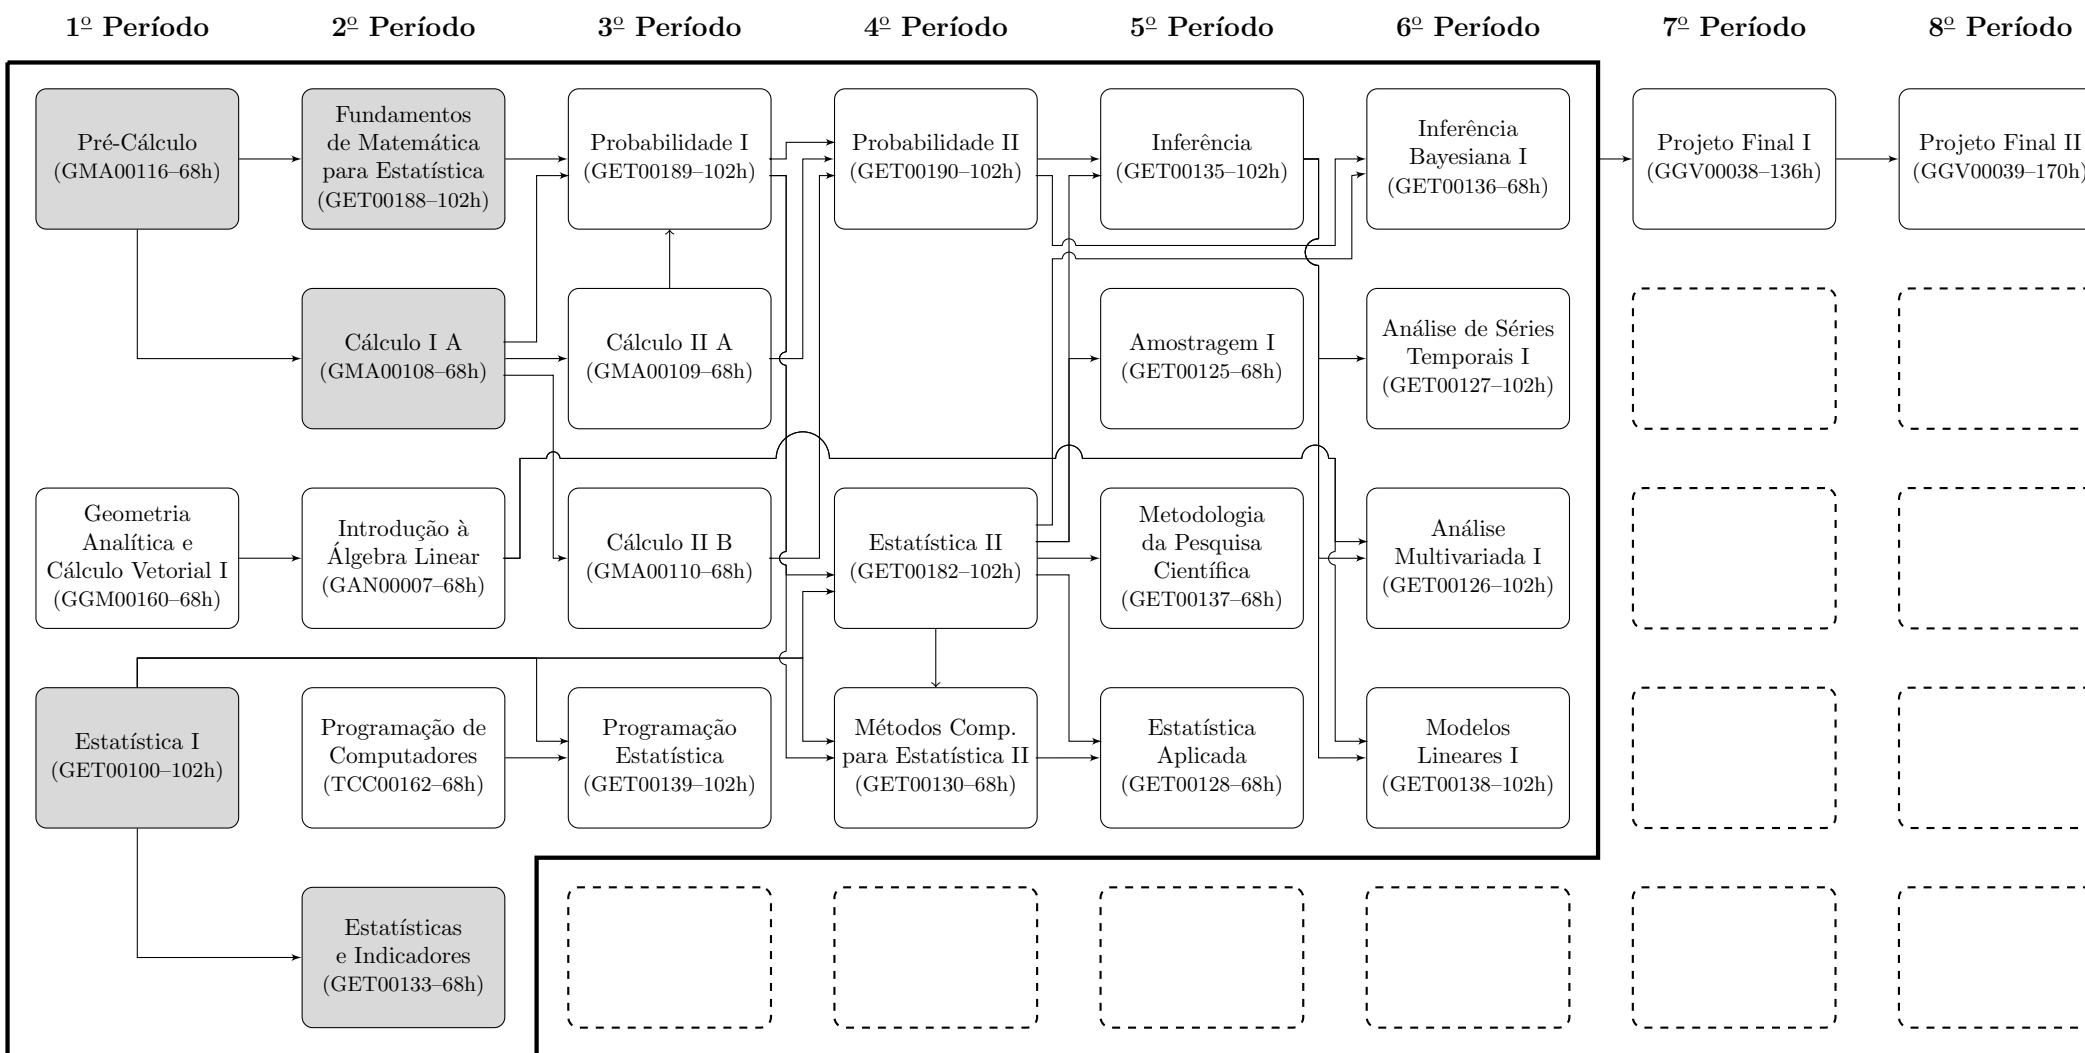 1º Período
2º Período
3º Período
4º Período
5º Período
6º Período
7º Período
8º Período
Pré-Cálculo
(GMA00116–68h)
Fundamentos
de Matemática
para Estatística
(GET00188–102h)
Probabilidade I
(GET00189–102h)
Probabilidade II
(GET00190–102h)
Inferência
(GET00135–102h)
Inferência
Bayesiana I
(GET00136–68h)
Projeto Final I
(GGV00038–136h)
Projeto Final II
(GGV00039–170h)
Cálculo I A
(GMA00108–68h)
Cálculo II A
(GMA00109–68h)
Amostragem I
(GET00125–68h)
Análise de Séries
Temporais I
(GET00127–102h)
Geometria
Analítica e
Cálculo Vetorial I
(GGM00160–68h)
Introdução à
Álgebra Linear
(GAN00007–68h)
Cálculo II B
(GMA00110–68h)
Estatística II
(GET00182–102h)
Metodologia
da Pesquisa
Científica
(GET00137–68h)
Análise
Multivariada I
(GET00126–102h)
Estatística I
(GET00100–102h)
Programação de
Computadores
(TCC00162–68h)
Programação
Estatística
(GET00139–102h)
Métodos Comp.
para Estatística II
(GET00130–68h)
Estatística
Aplicada
(GET00128–68h)
Modelos
Lineares I
(GET00138–102h)
Estatísticas
e Indicadores
(GET00133–68h)